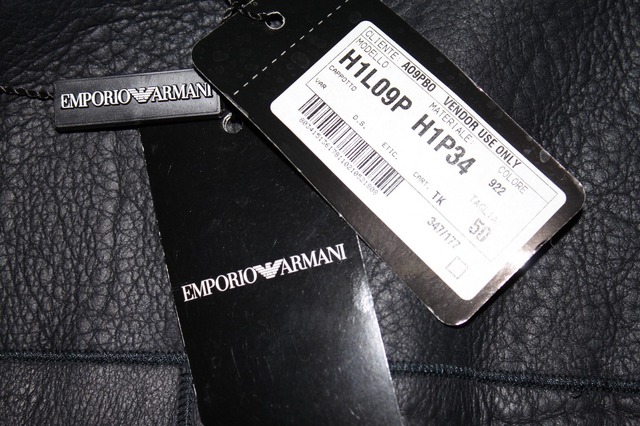 EMPORIO ARMANI
EMPORIO ARMANI
CLIENTE A09PB0 VENDOR USE ONLY
MODELLO MATERIALE COLORE
H1L09P H1P34 922
CAPPOTTO
VAR D.B. ETIC. CART. TK TAGLIA 50
347/177